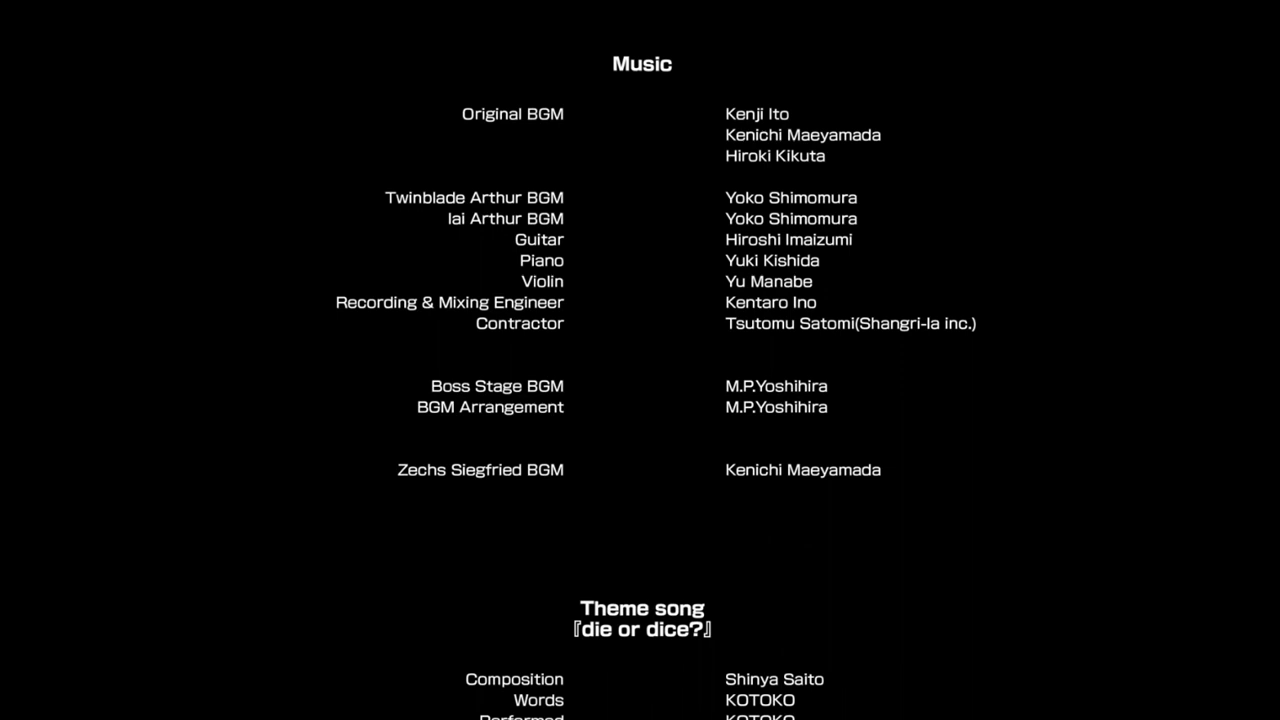 Music
Original BGM Kenji Ito
Kenichi Maeyamada
Hiroki Kikuta
Twinblade Arthur BGM Yoko Shimomura
Iai Arthur BGM Yoko Shimomura
Guitar Hiroshi Imaizumi
Piano Yuki Kishida
Violin Yu Manabe
Recording & Mixing Engineer Kentaro Ino
Contractor Tsutomu Satomi(Shangri-la inc.)
Boss Stage BGM M.P.Yoshihira
BGM Arrangement M.P.Yoshihira
Zechs Siegfried BGM Kenichi Maeyamada
Theme song
『die or dice?』
Composition Shinya Saito
Words KOTOKO
Performed KOTOKO